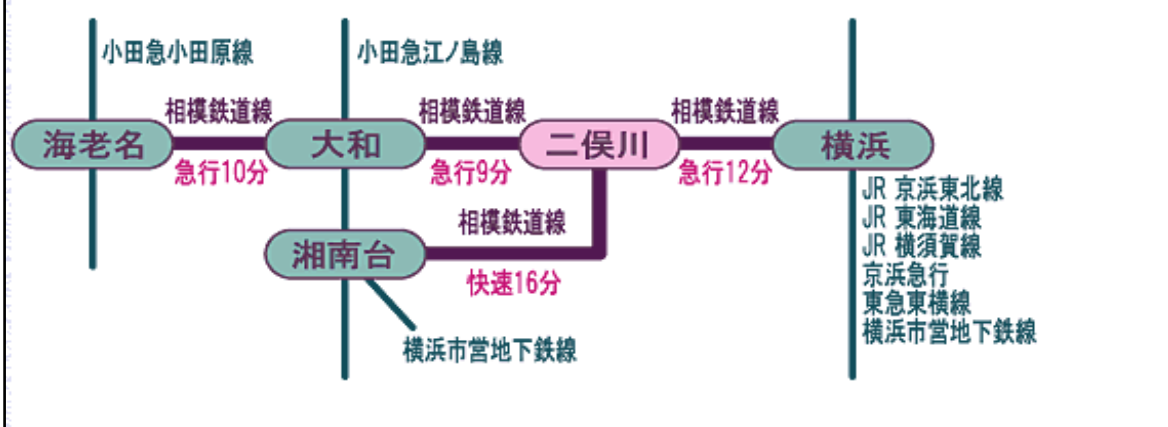 小田急小田原線
小田急江ノ島線
相模鉄道線
相模鉄道線
相模鉄道線
海老名
大和
二俣川
横浜
急行10分
急行9分
急行12分
JR 京浜東北線
JR 東海道線
JR 横須賀線
京浜急行
東急東横線
横浜市営地下鉄線
相模鉄道線
湘南台
快速16分
横浜市営地下鉄線